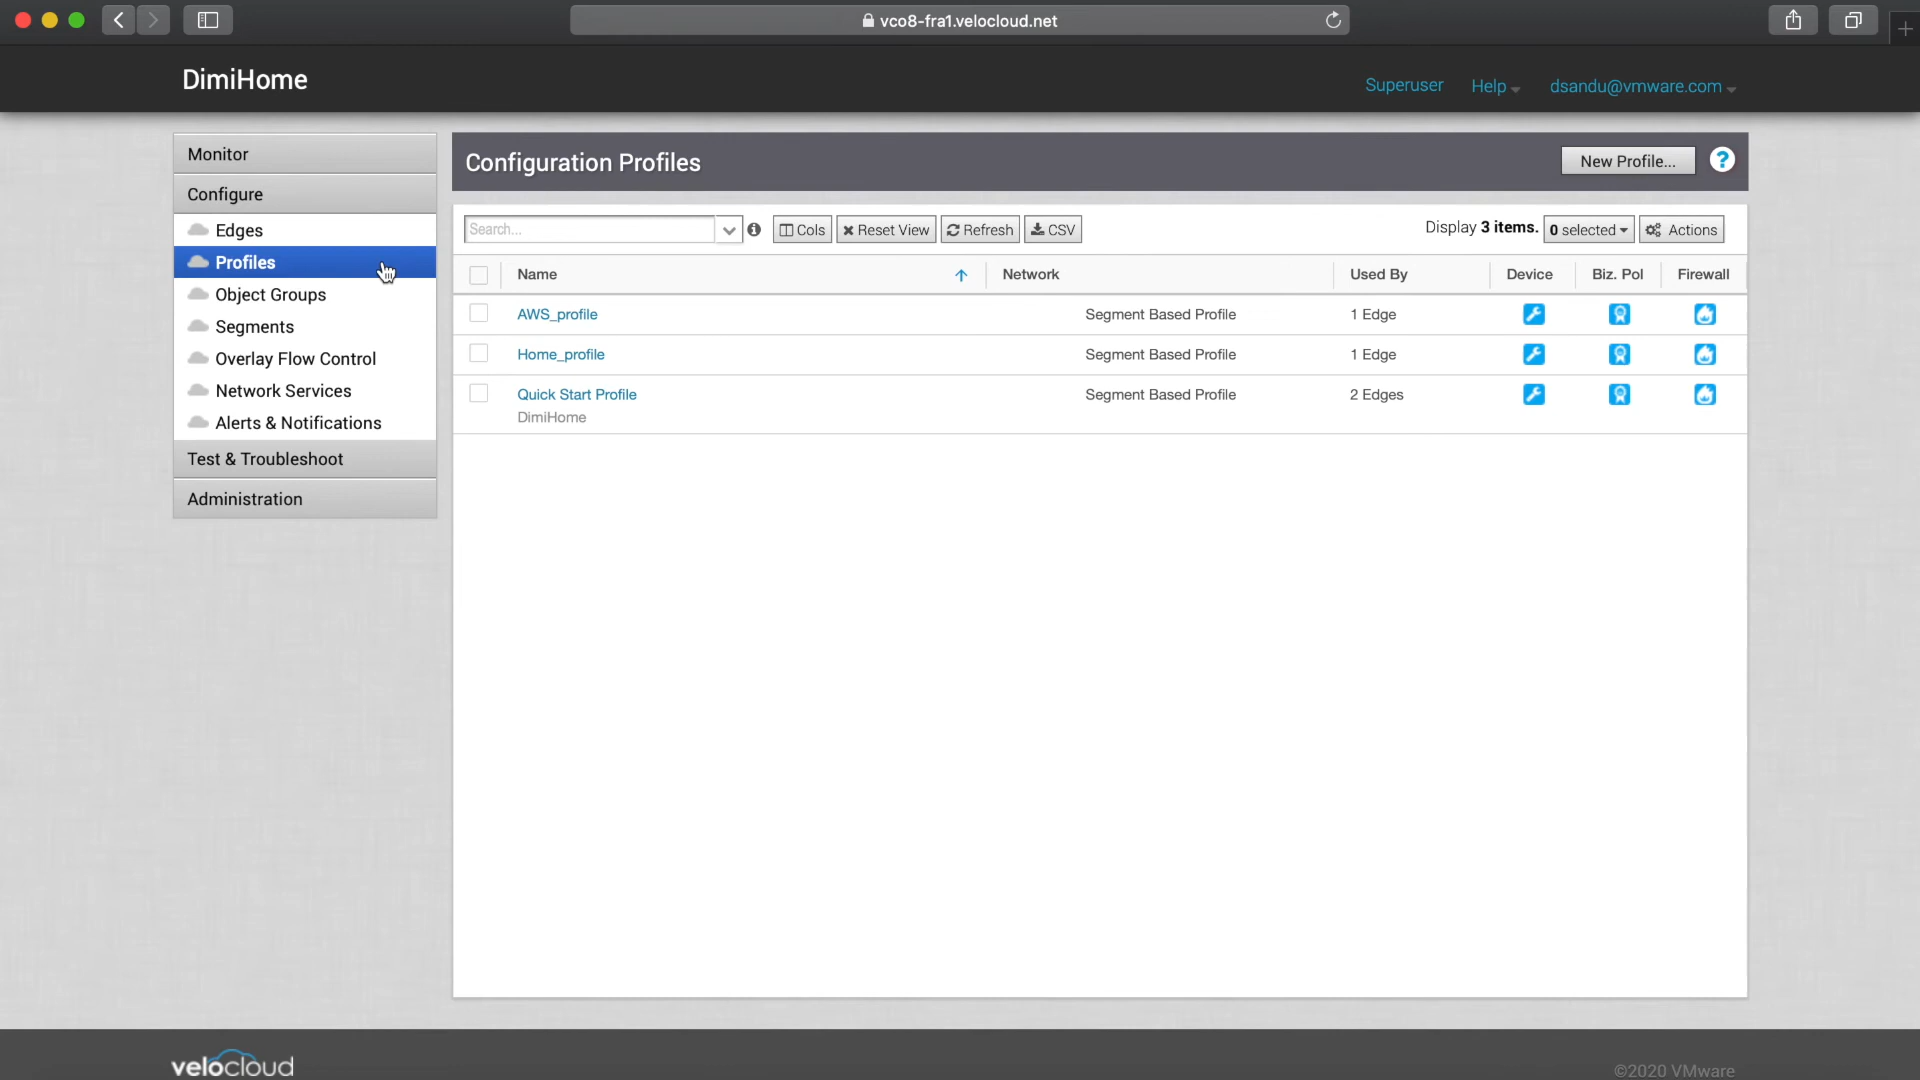 vco8-fra1.velocloud.net
DimiHome
Superuser Help dsandu@vmware.com
Monitor
Configure
Edges
Profiles
Object Groups
Segments
Overlay Flow Control
Network Services
Alerts & Notifications
Test & Troubleshoot
Administration
Configuration Profiles
New Profile...
?
Search...
Cols
Reset View
Refresh
CSV
Display 3 items.
0 selected
Actions
Name Network Used By Device Biz. Pol Firewall
AWS_profile Segment Based Profile 1 Edge
Home_profile Segment Based Profile 1 Edge
Quick Start Profile Segment Based Profile 2 Edges
DimiHome
velocloud
©2020 VMware